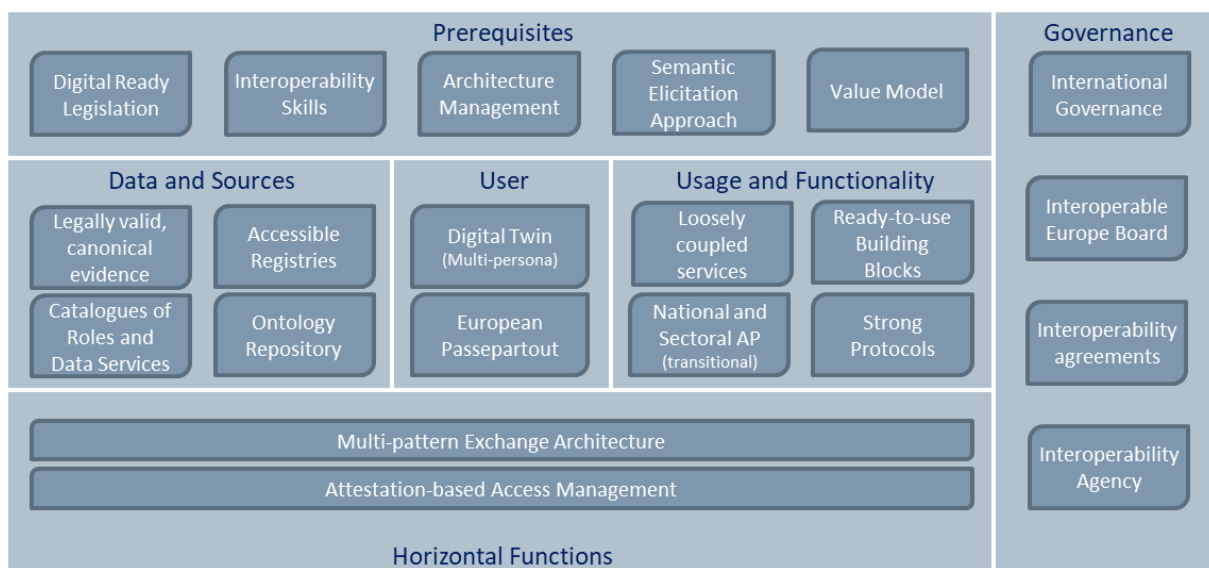 Prerequisites
Digital Ready
Legislation
Interoperability
Skills
Architecture
Management
Semantic
Elicitation
Approach
Value Model
Governance
International
Governance
Interoperable
Europe Board
Interoperability
agreements
Interoperability
Agency
Data and Sources
Legally valid,
canonical
evidence
Accessible
Registries
Catalogues of
Roles and
Data Services
Ontology
Repository
User
Digital Twin
(Multi-persona)
European
Passepartout
Usage and Functionality
Loosely
coupled
services
Ready-to-use
Building
Blocks
National and
Sectoral AP
(transitional)
Strong
Protocols
Multi-pattern Exchange Architecture
Attestation-based Access Management
Horizontal Functions